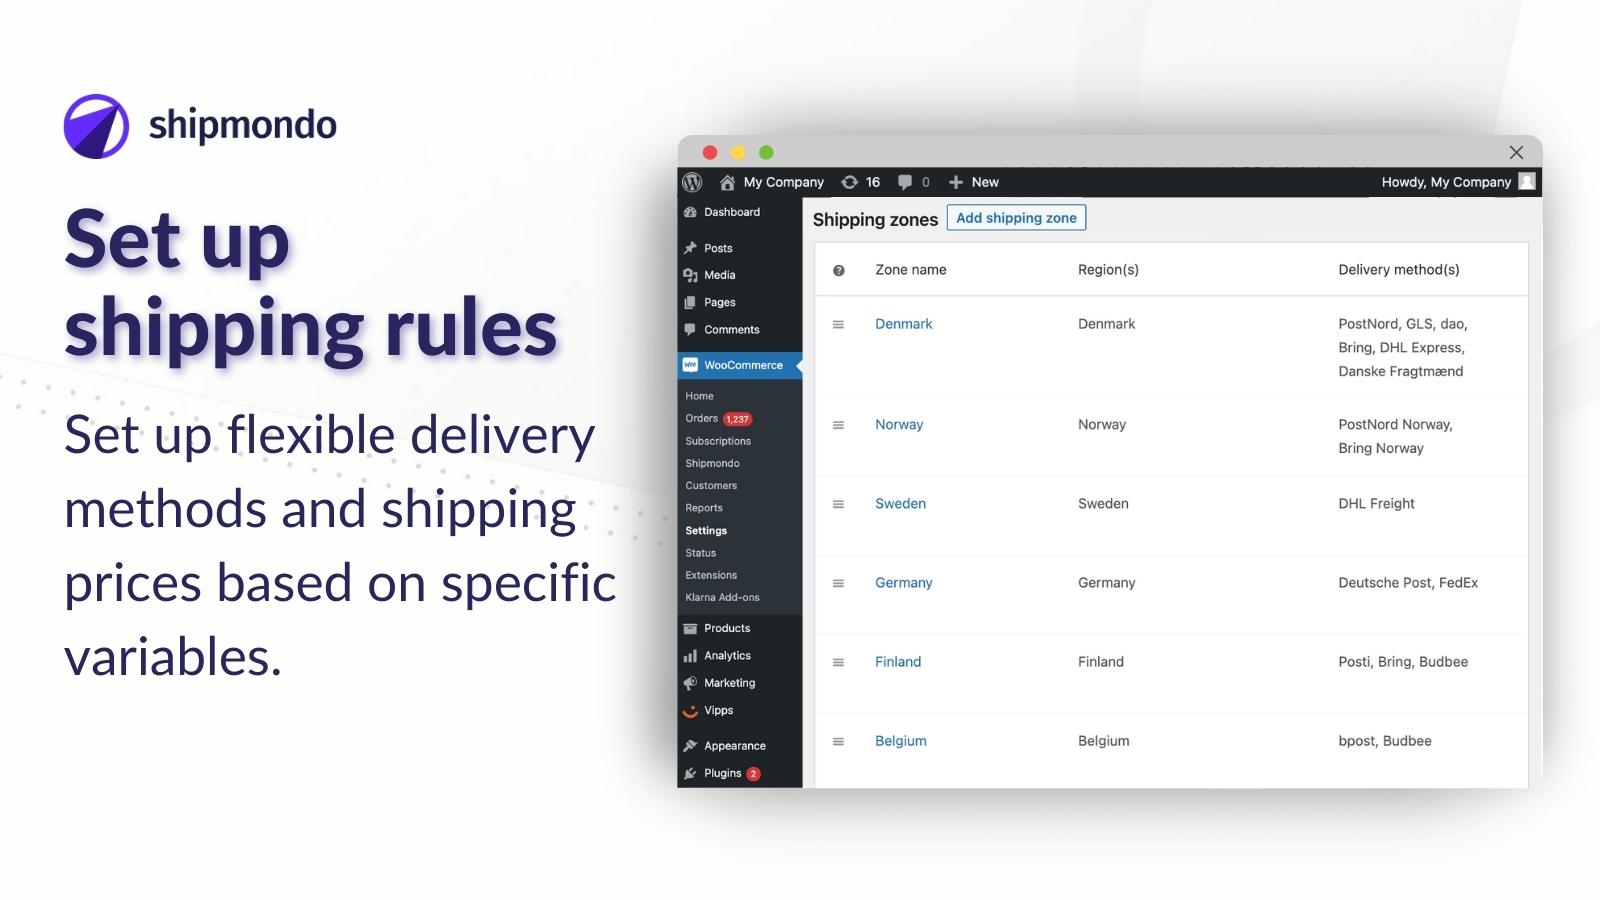 shipmondo
Set up
shipping rules
Set up flexible delivery
methods and shipping
prices based on specific
variables.
My Company 16 0 New Howdy, My Company
Dashboard
Posts
Media
Pages
Comments
WooCommerce
Home
Orders 1,237
Subscriptions
Shipmondo
Customers
Reports
Settings
Status
Extensions
Klarna Add-ons
Products
Analytics
Marketing
Vipps
Appearance
Plugins 2
Shipping zones Add shipping zone
Zone name Region(s) Delivery method(s)
Denmark Denmark PostNord, GLS, dao,
Bring, DHL Express,
Danske Fragtmænd
Norway Norway PostNord Norway,
Bring Norway
Sweden Sweden DHL Freight
Germany Germany Deutsche Post, FedEx
Finland Finland Posti, Bring, Budbee
Belgium Belgium bpost, Budbee